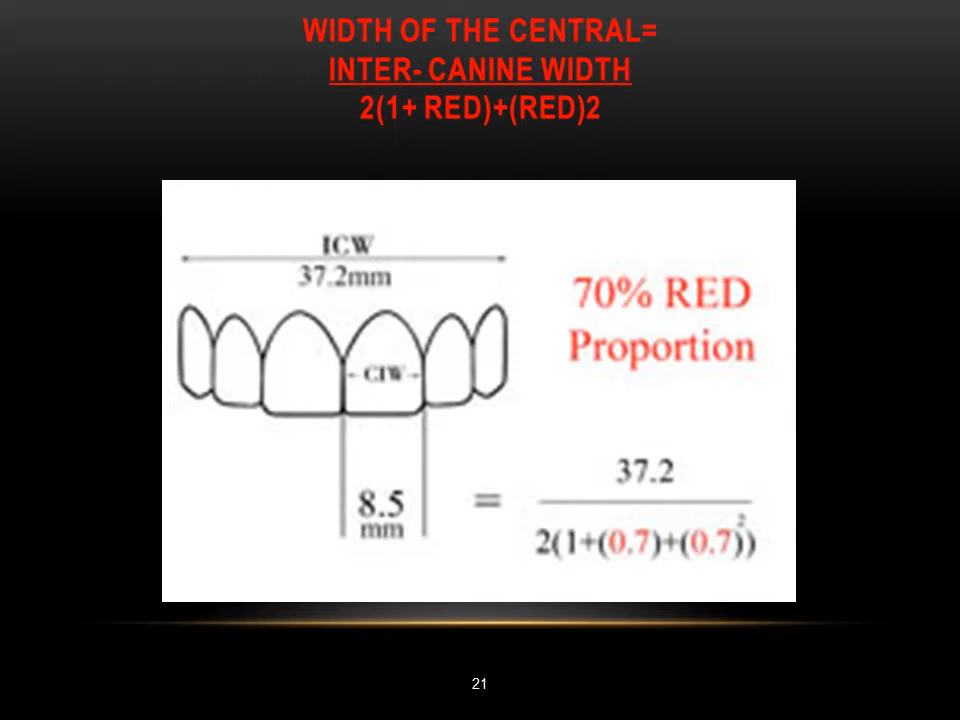 WIDTH OF THE CENTRAL=
INTER- CANINE WIDTH
2(1+ RED)+(RED)2
ICW
37.2mm
70% RED
Proportion
CIW
8.5
mm
=
37.2
2(1+(0.7)+(0.7)²))
21